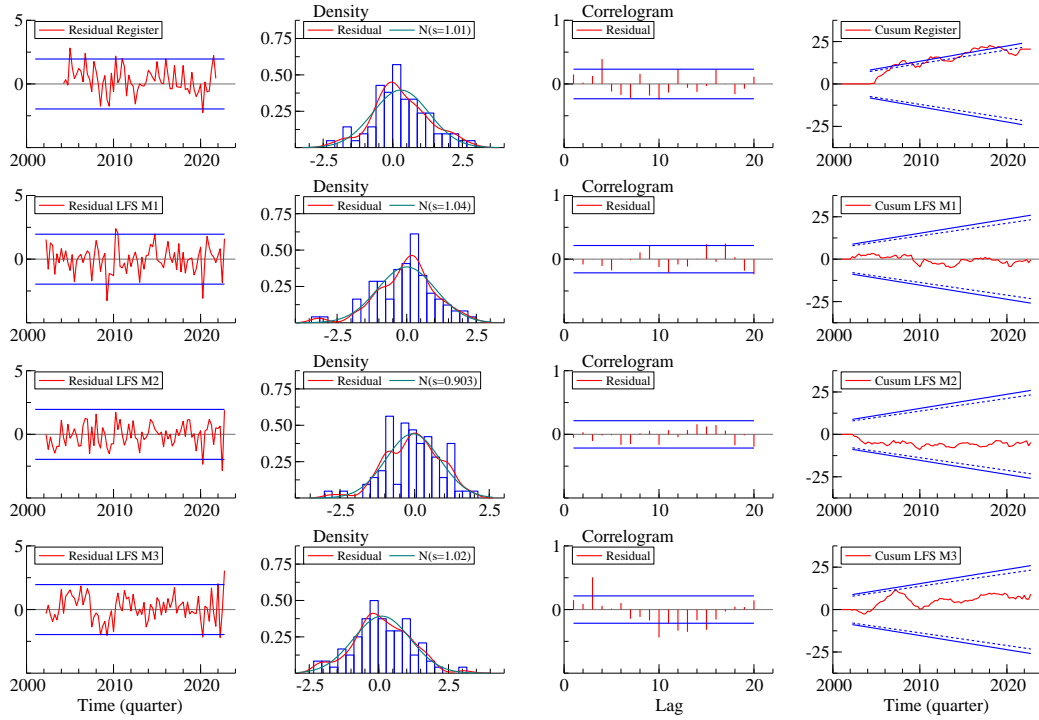 Density
Correlogram
5
Residual Register
0
2000 2010 2020
0.75
0.50
0.25
Residual N(s=1.01)
-2.5 0.0 2.5
1
Residual
0
0 10 20
25
0
-25
Cusum Register
2000 2010 2020
Density
Correlogram
5
Residual LFS M1
0
2000 2010 2020
0.75
0.50
0.25
Residual N(s=1.04)
-2.5 0.0 2.5
1
Residual
0
0 10 20
25
0
-25
Cusum LFS M1
2000 2010 2020
Density
Correlogram
5
Residual LFS M2
0
2000 2010 2020
0.75
0.50
0.25
Residual N(s=0.903)
-2.5 0.0 2.5
1
Residual
0
0 10 20
25
0
-25
Cusum LFS M2
2000 2010 2020
Density
Correlogram
5
Residual LFS M3
0
2000 2010 2020
Time (quarter)
0.75
0.50
0.25
Residual N(s=1.02)
-2.5 0.0 2.5
1
Residual
0
0 10 20
Lag
25
0
-25
Cusum LFS M3
2000 2010 2020
Time (quarter)